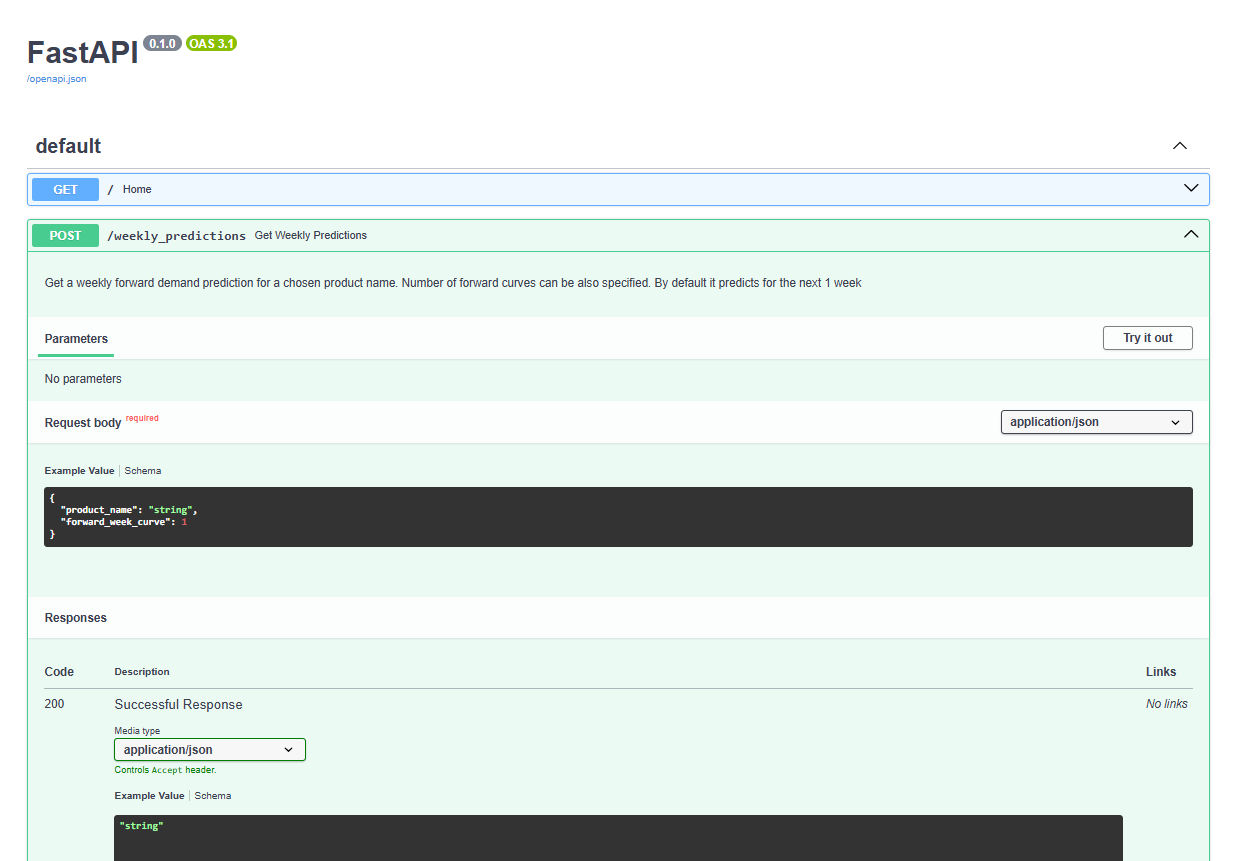 FastAPI 0.1.0 OAS 3.1
/openapi.json
default
GET / Home
POST /weekly_predictions Get Weekly Predictions
Get a weekly forward demand prediction for a chosen product name. Number of forward curves can be also specified. By default it predicts for the next 1 week
Parameters Try it out
No parameters
Request body required application/json
Example Value Schema
{
"product_name": "string",
"forward_week_curve": 1
}
Responses
Code Description Links
200 Successful Response No links
Media type
application/json
Controls Accept header.
Example Value Schema
"string"